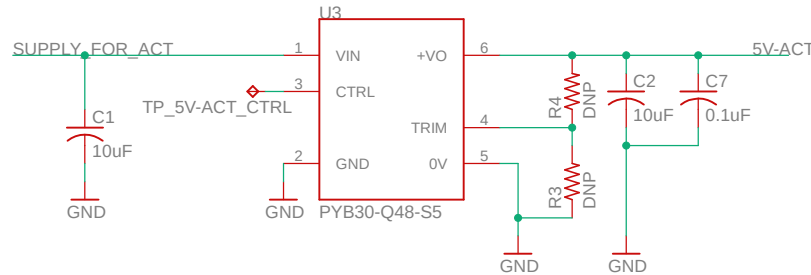 U3
SUPPLY_FOR_ACT
1
VIN
+VO
6
5V-ACT
3
CTRL
TP_5V-ACT_CTRL
R4
DNP
C2
10uF
C7
0.1uF
C1
10uF
TRIM
4
2
GND
0V
5
R3
DNP
GND
GND
PYB30-Q48-S5
GND
GND